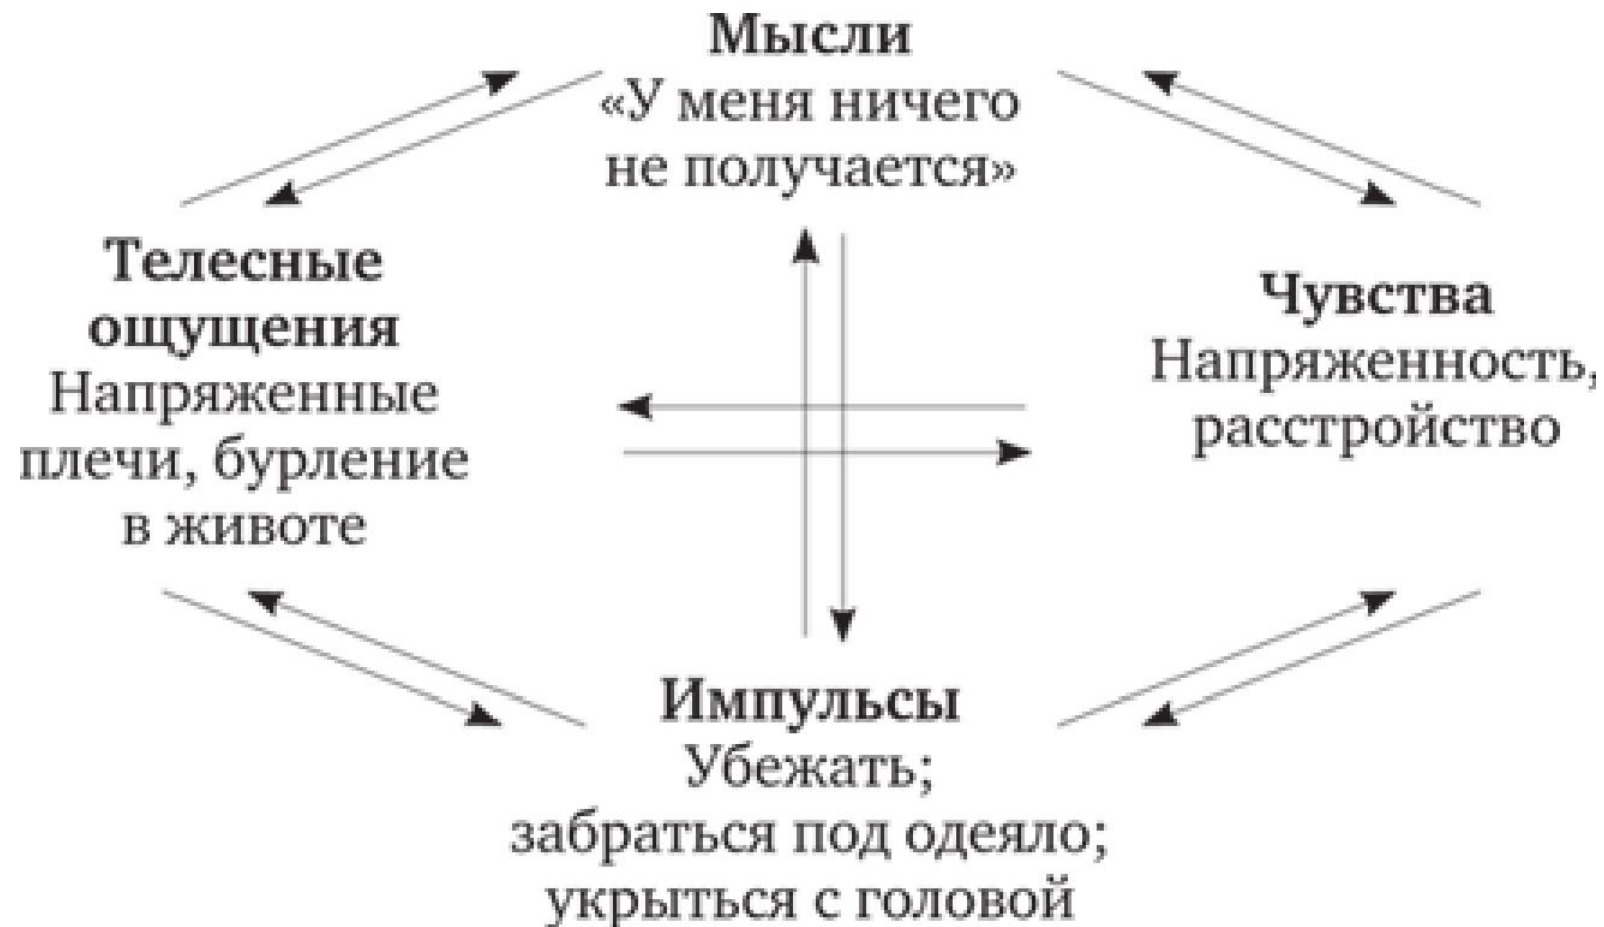 Мысли
«У меня ничего
не получается»
Телесные
ощущения
Напряженные
плечи, бурление
в животе
Чувства
Напряженность,
расстройство
Импульсы
Убежать;
забраться под одеяло;
укрыться с головой